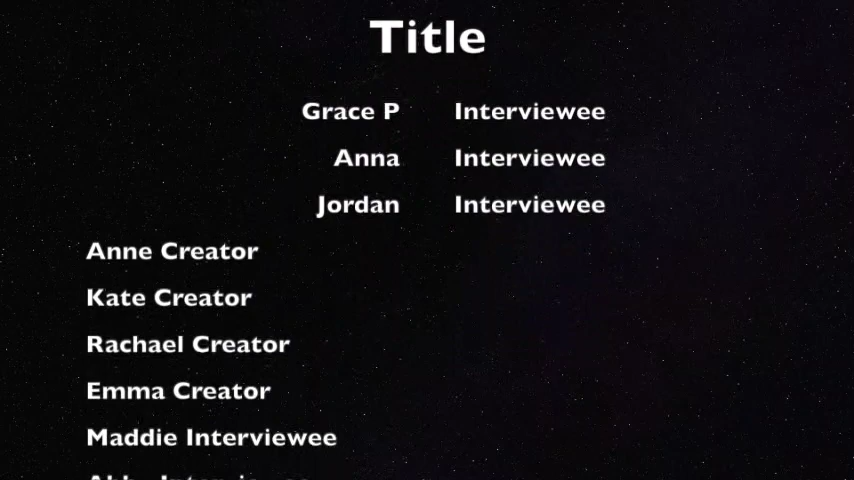 Title
Grace P Interviewee
Anna Interviewee
Jordan Interviewee
Anne Creator
Kate Creator
Rachael Creator
Emma Creator
Maddie Interviewee